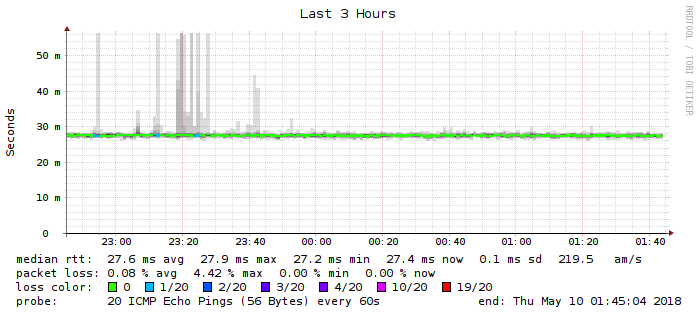 Last 3 Hours
RRDTOOL / TOBI OETIKER
Seconds
50 m
40 m
30 m
20 m
10 m
0
23:00 23:20 23:40 00:00 00:20 00:40 01:00 01:20 01:40
median rtt: 27.6 ms avg 27.9 ms max 27.2 ms min 27.4 ms now 0.1 ms sd 219.5 am/s
packet loss: 0.08 % avg 4.42 % max 0.00 % min 0.00 % now
loss color: 0 1/20 2/20 3/20 4/20 10/20 19/20
probe: 20 ICMP Echo Pings (56 Bytes) every 60s end: Thu May 10 01:45:04 2018